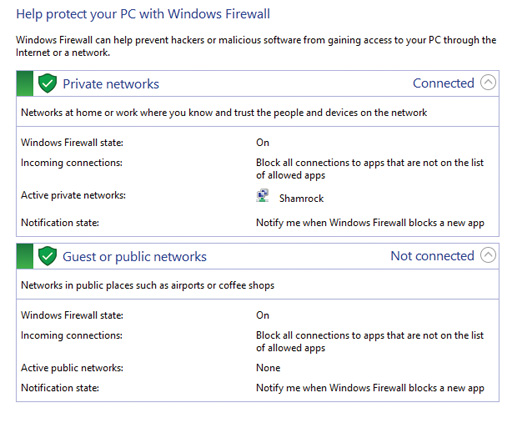 Help protect your PC with Windows Firewall
Windows Firewall can help prevent hackers or malicious software from gaining access to your PC through the
Internet or a network.
Private networks Connected
Networks at home or work where you know and trust the people and devices on the network
Windows Firewall state: On
Incoming connections: Block all connections to apps that are not on the list
of allowed apps
Active private networks: Shamrock
Notification state: Notify me when Windows Firewall blocks a new app
Guest or public networks Not connected
Networks in public places such as airports or coffee shops
Windows Firewall state: On
Incoming connections: Block all connections to apps that are not on the list
of allowed apps
Active public networks: None
Notification state: Notify me when Windows Firewall blocks a new app